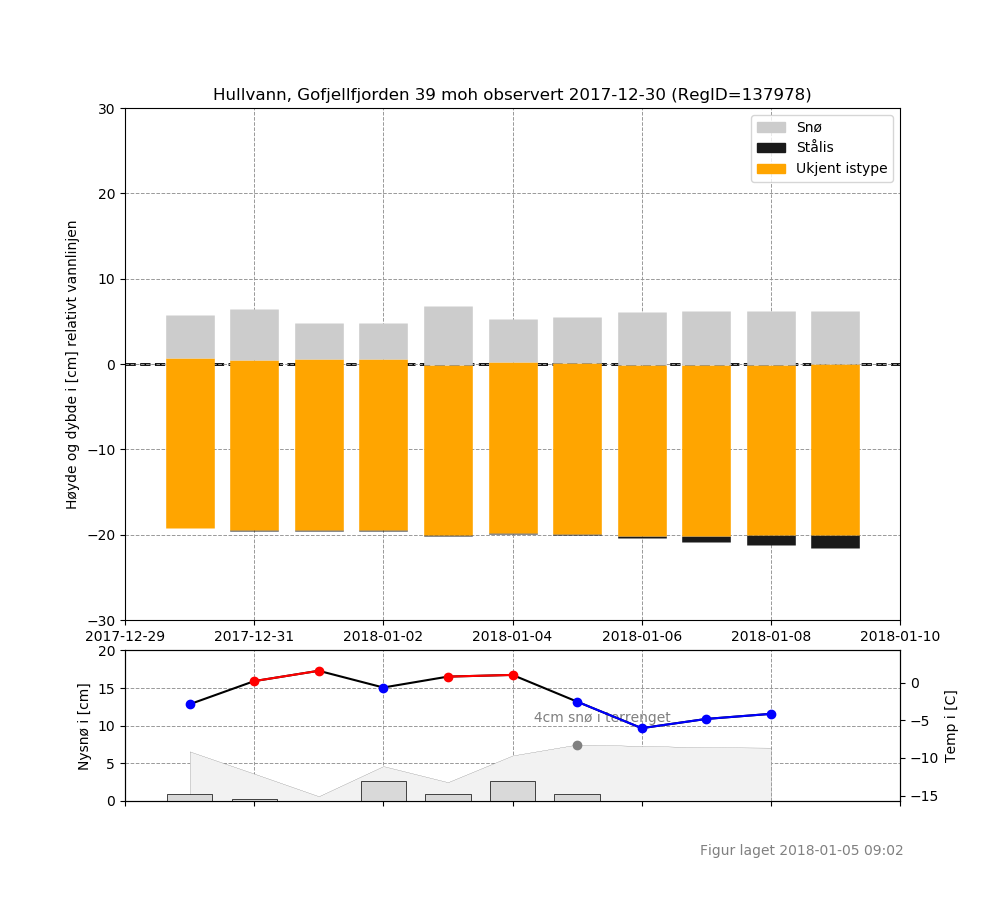 Hullvann, Gofjellfjorden 39 moh observert 2017-12-30 (RegID=137978)
Snø
Stålis
Ukjent istype
Høyde og dybde i [cm] relativt vannlinjen
30
20
10
0
−10
−20
−30
2017-12-29 2017-12-31 2018-01-02 2018-01-04 2018-01-06 2018-01-08 2018-01-10
Nysnø i [cm]
20
15
10
5
0
4cm snø i terrenget
0
−5
−10
−15
Temp i [C]
Figur laget 2018-01-05 09:02